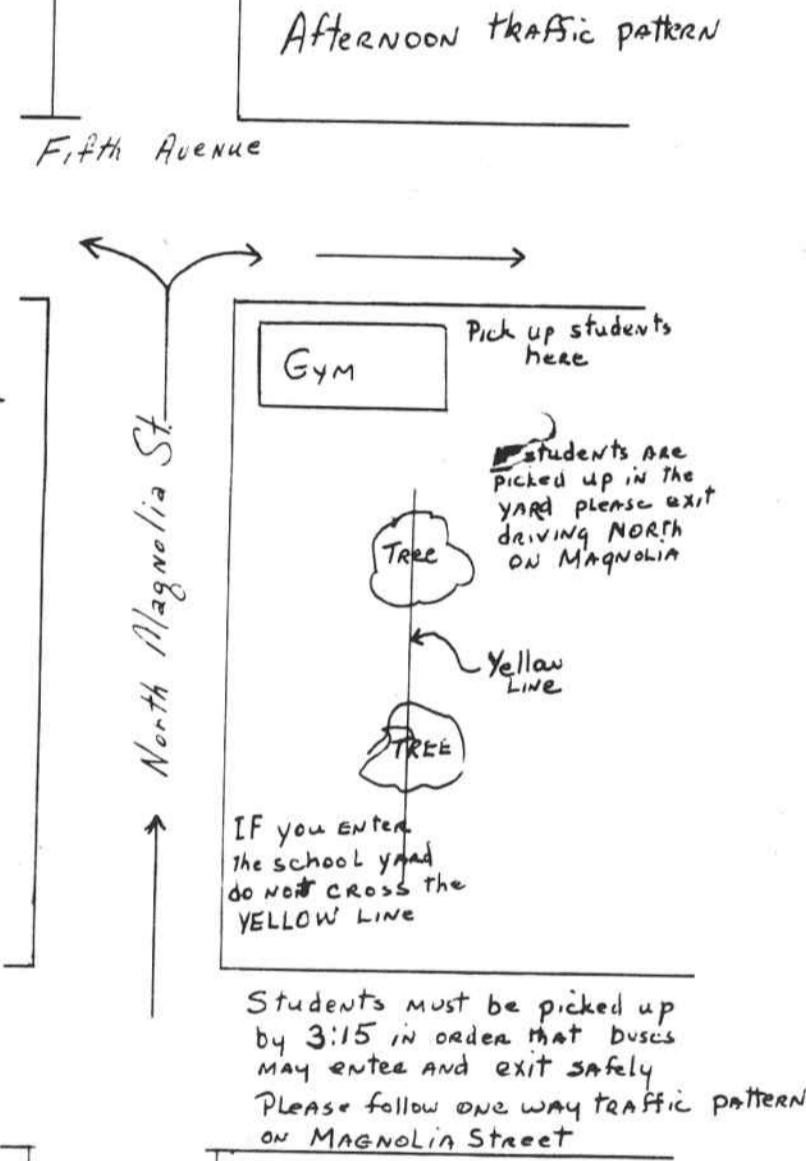 Afternoon traffic pattern
Fifth Avenue
Pick up students
here
Gym
students are
picked up in the
yard please exit
driving North
on Magnolia
Tree
North Magnolia St.
Yellow
Line
TREE
IF you enter
the school yard
do not cross the
YELLOW Line
Students must be picked up
by 3:15 in order that buses
may enter and exit safely
Please follow one way traffic pattern
on Magnolia Street